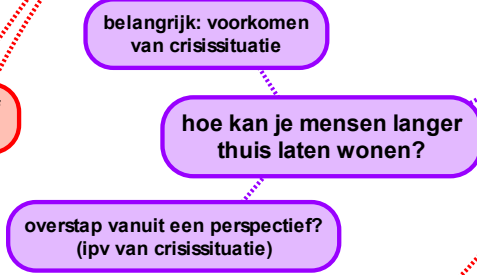 belangrijk: voorkomen
van crisissituatie
hoe kan je mensen langer
thuis laten wonen?
overstap vanuit een perspectief?
(ipv van crisissituatie)